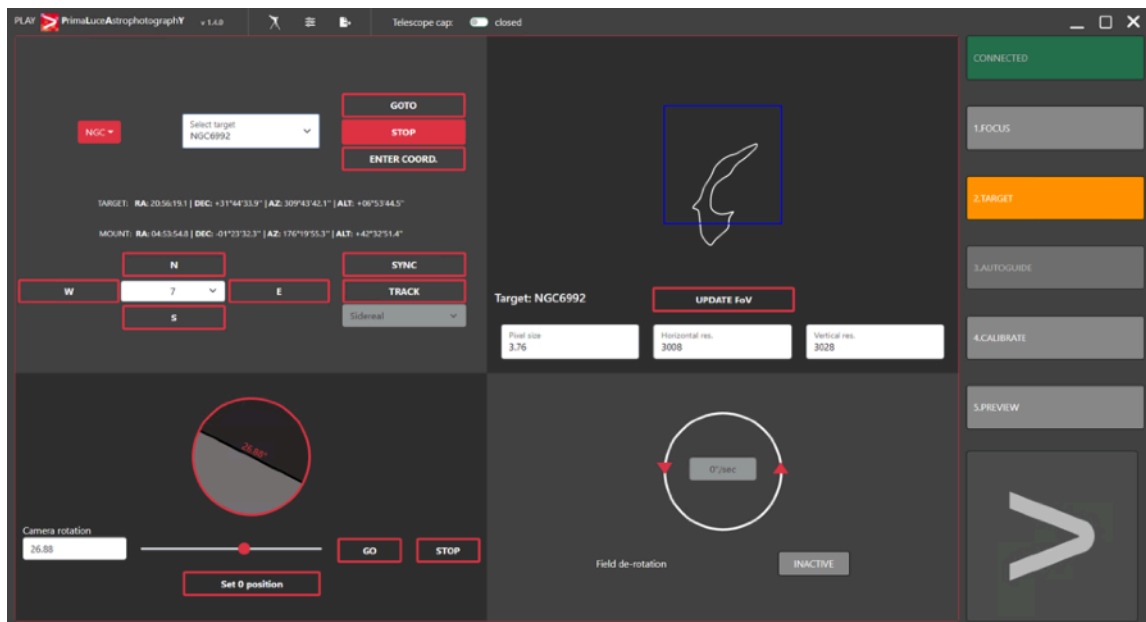 PLAY PrimaLuceAstrophotographY v 1.4.0 Telescope cap: closed
CONNECTED
1.FOCUS
2.TARGET
3.AUTOGUIDE
4.CALIBRATE
5.PREVIEW
NGC
Select target
NGC6992
GOTO
STOP
ENTER COORD.
TARGET: RA: 20:56:19.1 | DEC: +31°44'33.9" | AZ: 309°43'42.1" | ALT: +06°53'44.5"
MOUNT: RA: 04:53:54.8 | DEC: -01°23'32.3" | AZ: 176°19'55.3" | ALT: +42°32'51.4"
N
W 7 E
S
SYNC
TRACK
Sidereal
Target: NGC6992 UPDATE FoV
Pixel size
3.76
Horizontal res.
3008
Vertical res.
3028
26.88°
Camera rotation
26.88
GO STOP
Set 0 position
0°/sec
Field de-rotation INACTIVE